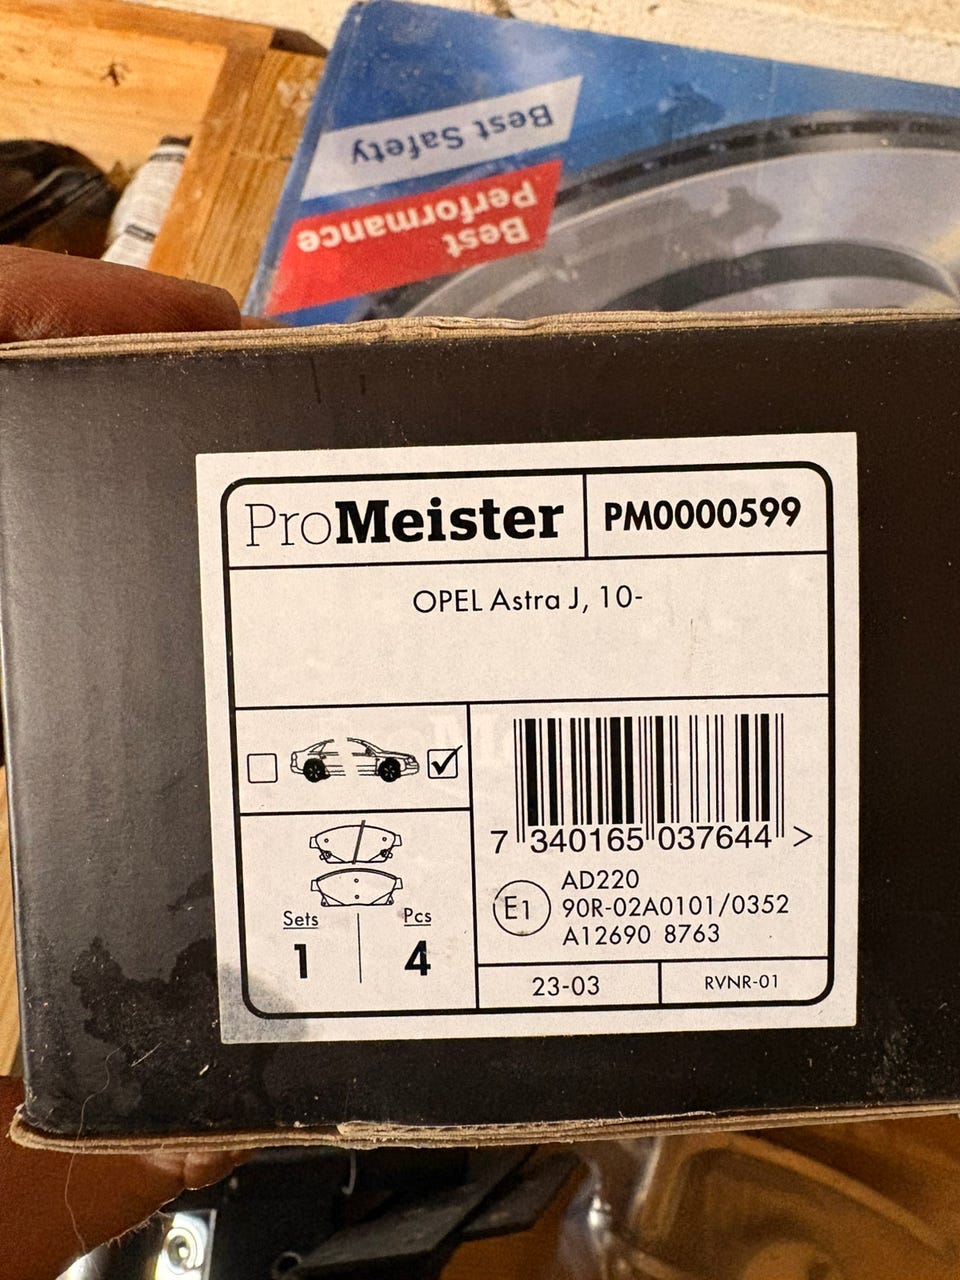 Best Safety
Best
Performance
ProMeister
PM0000599
OPEL Astra J, 10-
7 340165 037644 >
Sets
1
Pcs
4
E1
AD220
90R-02A0101/0352
A12690 8763
23-03
RVNR-01